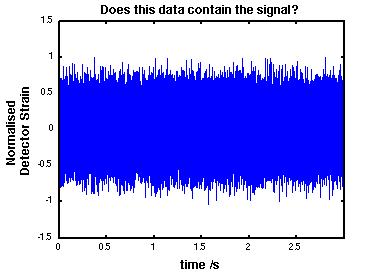 Does this data contain the signal?
1.5
1
0.5
0
-0.5
-1
-1.5
Normalised
Detector Strain
0 0.5 1 1.5 2 2.5
time /s